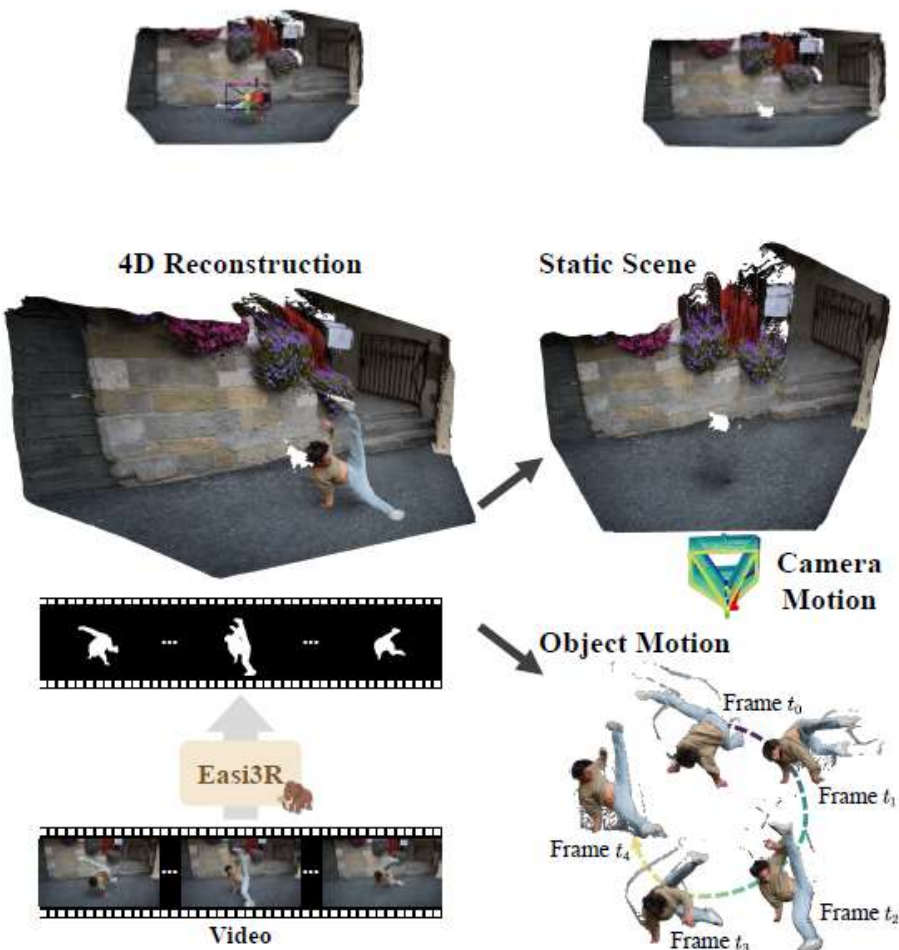 4D Reconstruction
Static Scene
Camera
Motion
Object Motion
...
...
Easi3R
...
...
Video
Frame t₀
Frame t₁
Frame t₂
Frame t₃
Frame t₄